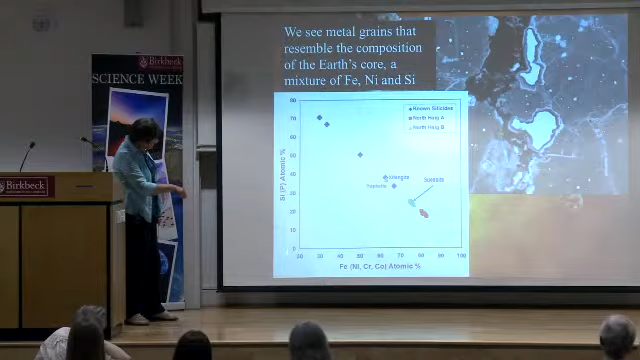 We see metal grains that
resemble the composition
of the Earth's core, a
mixture of Fe, Ni and Si
Birkbeck
SCIENCE WEEK
BIRKBECK
80
70
60
50
40
30
20
10
0
Si (P) Atomic %
Known Silicides
North Haig A
North Haig B
Suessite
20 30 40 50 60 70 80 90 100
Fe (Ni, Cr, Co) Atomic %